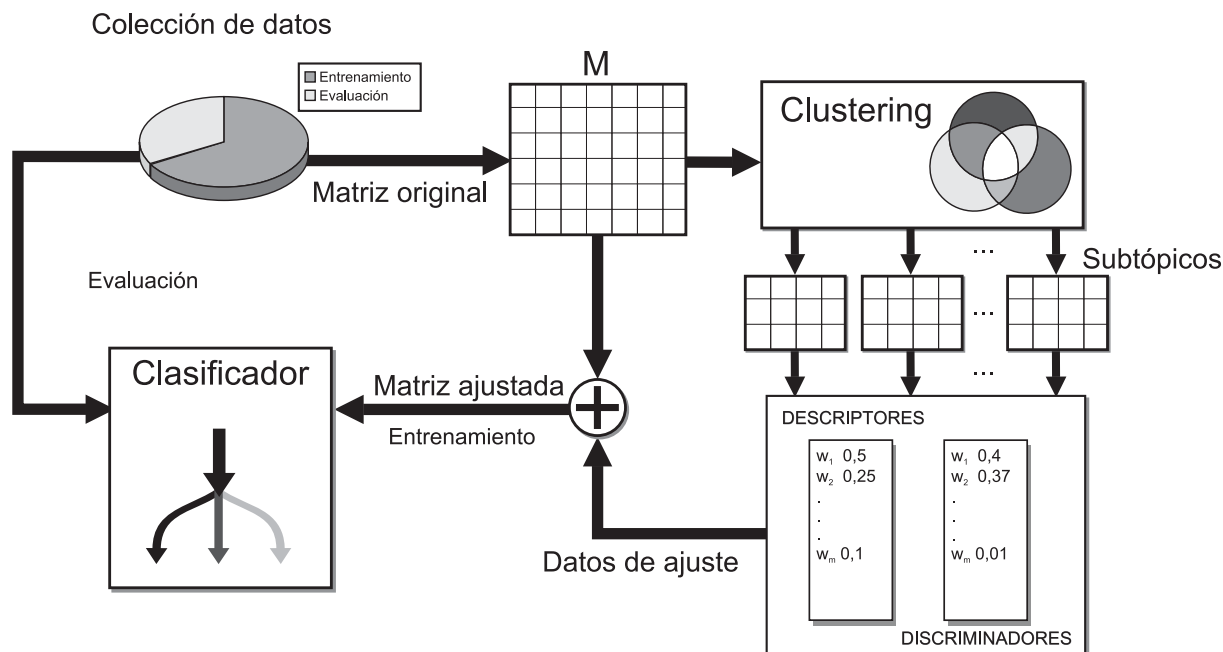 Colección de datos
Entrenamiento
Evaluación
M
Clustering
Matriz original
...
Subtópicos
...
...
Evaluación
Clasificador
Matriz ajustada
Entrenamiento
Datos de ajuste
DESCRIPTORES
w₁ 0,5
w₂ 0,25
.
.
.
wₘ 0,1
w₁ 0,4
w₂ 0,37
.
.
.
wₘ 0,01
DISCRIMINADORES